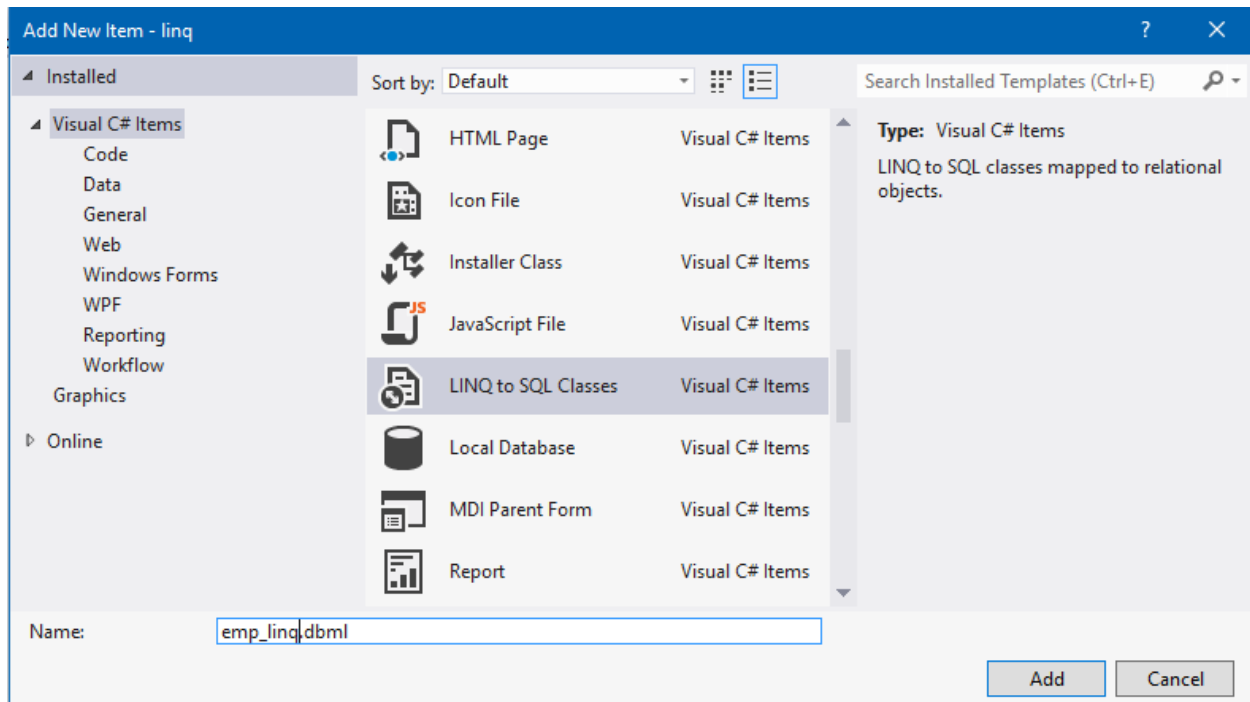 Add New Item - linq
?
Installed
Sort by: Default
Search Installed Templates (Ctrl+E)
Visual C# Items
Code
Data
General
Web
Windows Forms
WPF
Reporting
Workflow
Graphics
Online
HTML Page Visual C# Items
Icon File Visual C# Items
Installer Class Visual C# Items
JS
JavaScript File Visual C# Items
LINQ to SQL Classes Visual C# Items
Local Database Visual C# Items
MDI Parent Form Visual C# Items
Report Visual C# Items
Type: Visual C# Items
LINQ to SQL classes mapped to relational
objects.
Name: emp_linq.dbml
Add Cancel